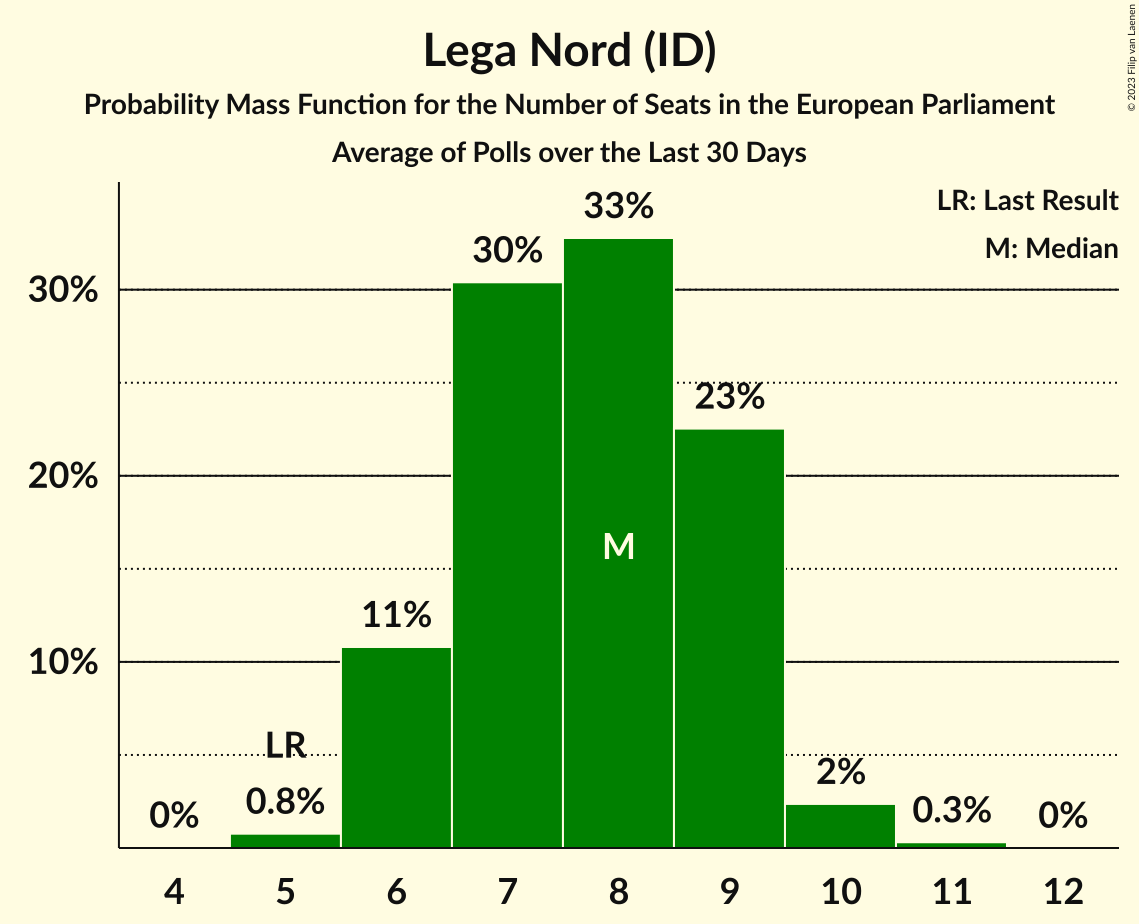 Lega Nord (ID)
Probability Mass Function for the Number of Seats in the European Parliament
Average of Polls over the Last 30 Days
© 2023 Filip van Laenen
LR: Last Result
M: Median
33%
30%
30%
23%
20%
M
11%
10%
LR
2%
0.8%
0.3%
0%
0%
4 5 6 7 8 9 10 11 12